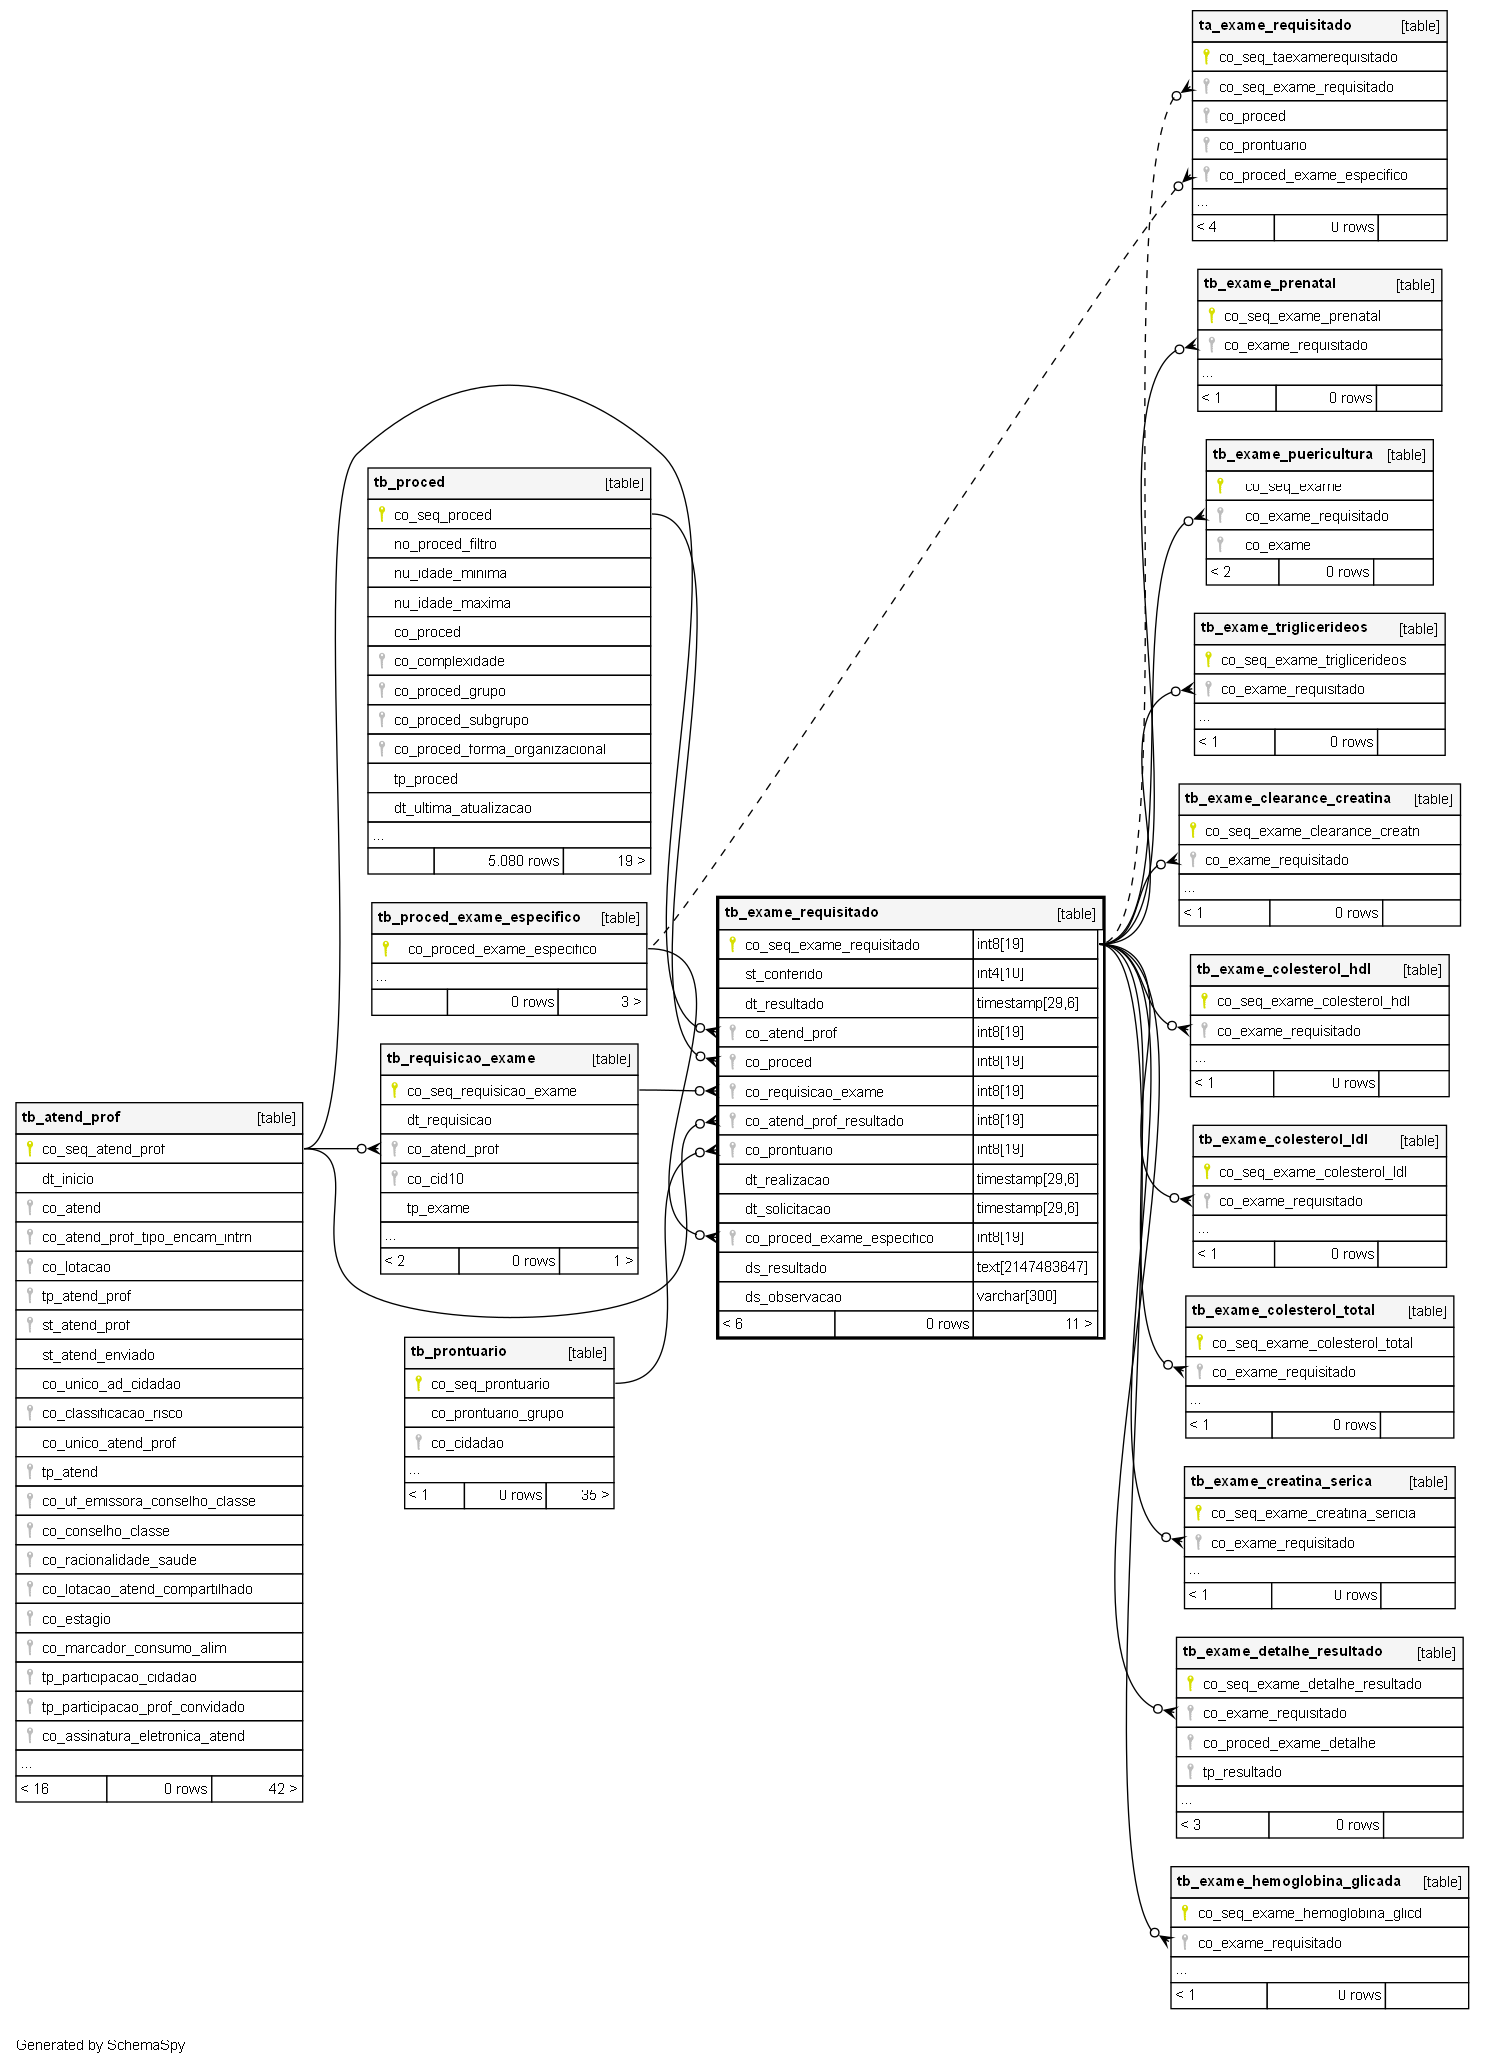 ta_exame_requisitado [table]
co_seq_taexamerequisitado
co_seq_exame_requisitado
co_proced
co_prontuario
co_proced_exame_especifico
...
< 4 0 rows
tb_exame_prenatal [table]
co_seq_exame_prenatal
co_exame_requisitado
...
< 1 0 rows
tb_exame_puericultura [table]
co_seq_exame
co_exame_requisitado
co_exame
< 2 0 rows
tb_exame_triglicerideos [table]
co_seq_exame_triglicerideos
co_exame_requisitado
...
< 1 0 rows
tb_exame_clearance_creatina [table]
co_seq_exame_clearance_creatn
co_exame_requisitado
...
< 1 0 rows
tb_exame_colesterol_hdl [table]
co_seq_exame_colesterol_hdl
co_exame_requisitado
...
< 1 0 rows
tb_exame_colesterol_ldl [table]
co_seq_exame_colesterol_ldl
co_exame_requisitado
...
< 1 0 rows
tb_exame_colesterol_total [table]
co_seq_exame_colesterol_total
co_exame_requisitado
...
< 1 0 rows
tb_exame_creatina_serica [table]
co_seq_exame_creatina_sericia
co_exame_requisitado
...
< 1 0 rows
tb_exame_detalhe_resultado [table]
co_seq_exame_detalhe_resultado
co_exame_requisitado
co_proced_exame_detalhe
tp_resultado
...
< 3 0 rows
tb_exame_hemoglobina_glicada [table]
co_seq_exame_hemoglobina_glicd
co_exame_requisitado
...
< 1 0 rows
tb_proced [table]
co_seq_proced
no_proced_filtro
nu_idade_minima
nu_idade_maxima
co_proced
co_complexidade
co_proced_grupo
co_proced_subgrupo
co_proced_forma_organizacional
tp_proced
dt_ultima_atualizacao
...
5.080 rows 19 >
tb_proced_exame_especifico [table]
co_proced_exame_especifico
...
0 rows 3 >
tb_requisicao_exame [table]
co_seq_requisicao_exame
dt_requisicao
co_atend_prof
co_cid10
tp_exame
...
< 2 0 rows 1 >
tb_prontuario [table]
co_seq_prontuario
co_prontuario_grupo
co_cidadao
...
< 1 0 rows 35 >
tb_exame_requisitado [table]
co_seq_exame_requisitado int8[19]
st_conferido int4[10]
dt_resultado timestamp[29,6]
co_atend_prof int8[19]
co_proced int8[19]
co_requisicao_exame int8[19]
co_atend_prof_resultado int8[19]
co_prontuario int8[19]
dt_realizacao timestamp[29,6]
dt_solicitacao timestamp[29,6]
co_proced_exame_especifico int8[19]
ds_resultado text[2147483647]
ds_observacao varchar[300]
< 6 0 rows 11 >
tb_atend_prof [table]
co_seq_atend_prof
dt_inicio
co_atend
co_atend_prof_tipo_encam_intrn
co_lotacao
tp_atend_prof
st_atend_prof
st_atend_enviado
co_unico_ad_cidadao
co_classificacao_risco
co_unico_atend_prof
tp_atend
co_uf_emissora_conselho_classe
co_conselho_classe
co_racionalidade_saude
co_lotacao_atend_compartilhado
co_estagio
co_marcador_consumo_alim
tp_participacao_cidadao
tp_participacao_prof_convidado
co_assinatura_eletronica_atend
...
< 16 0 rows 42 >
Generated by SchemaSpy